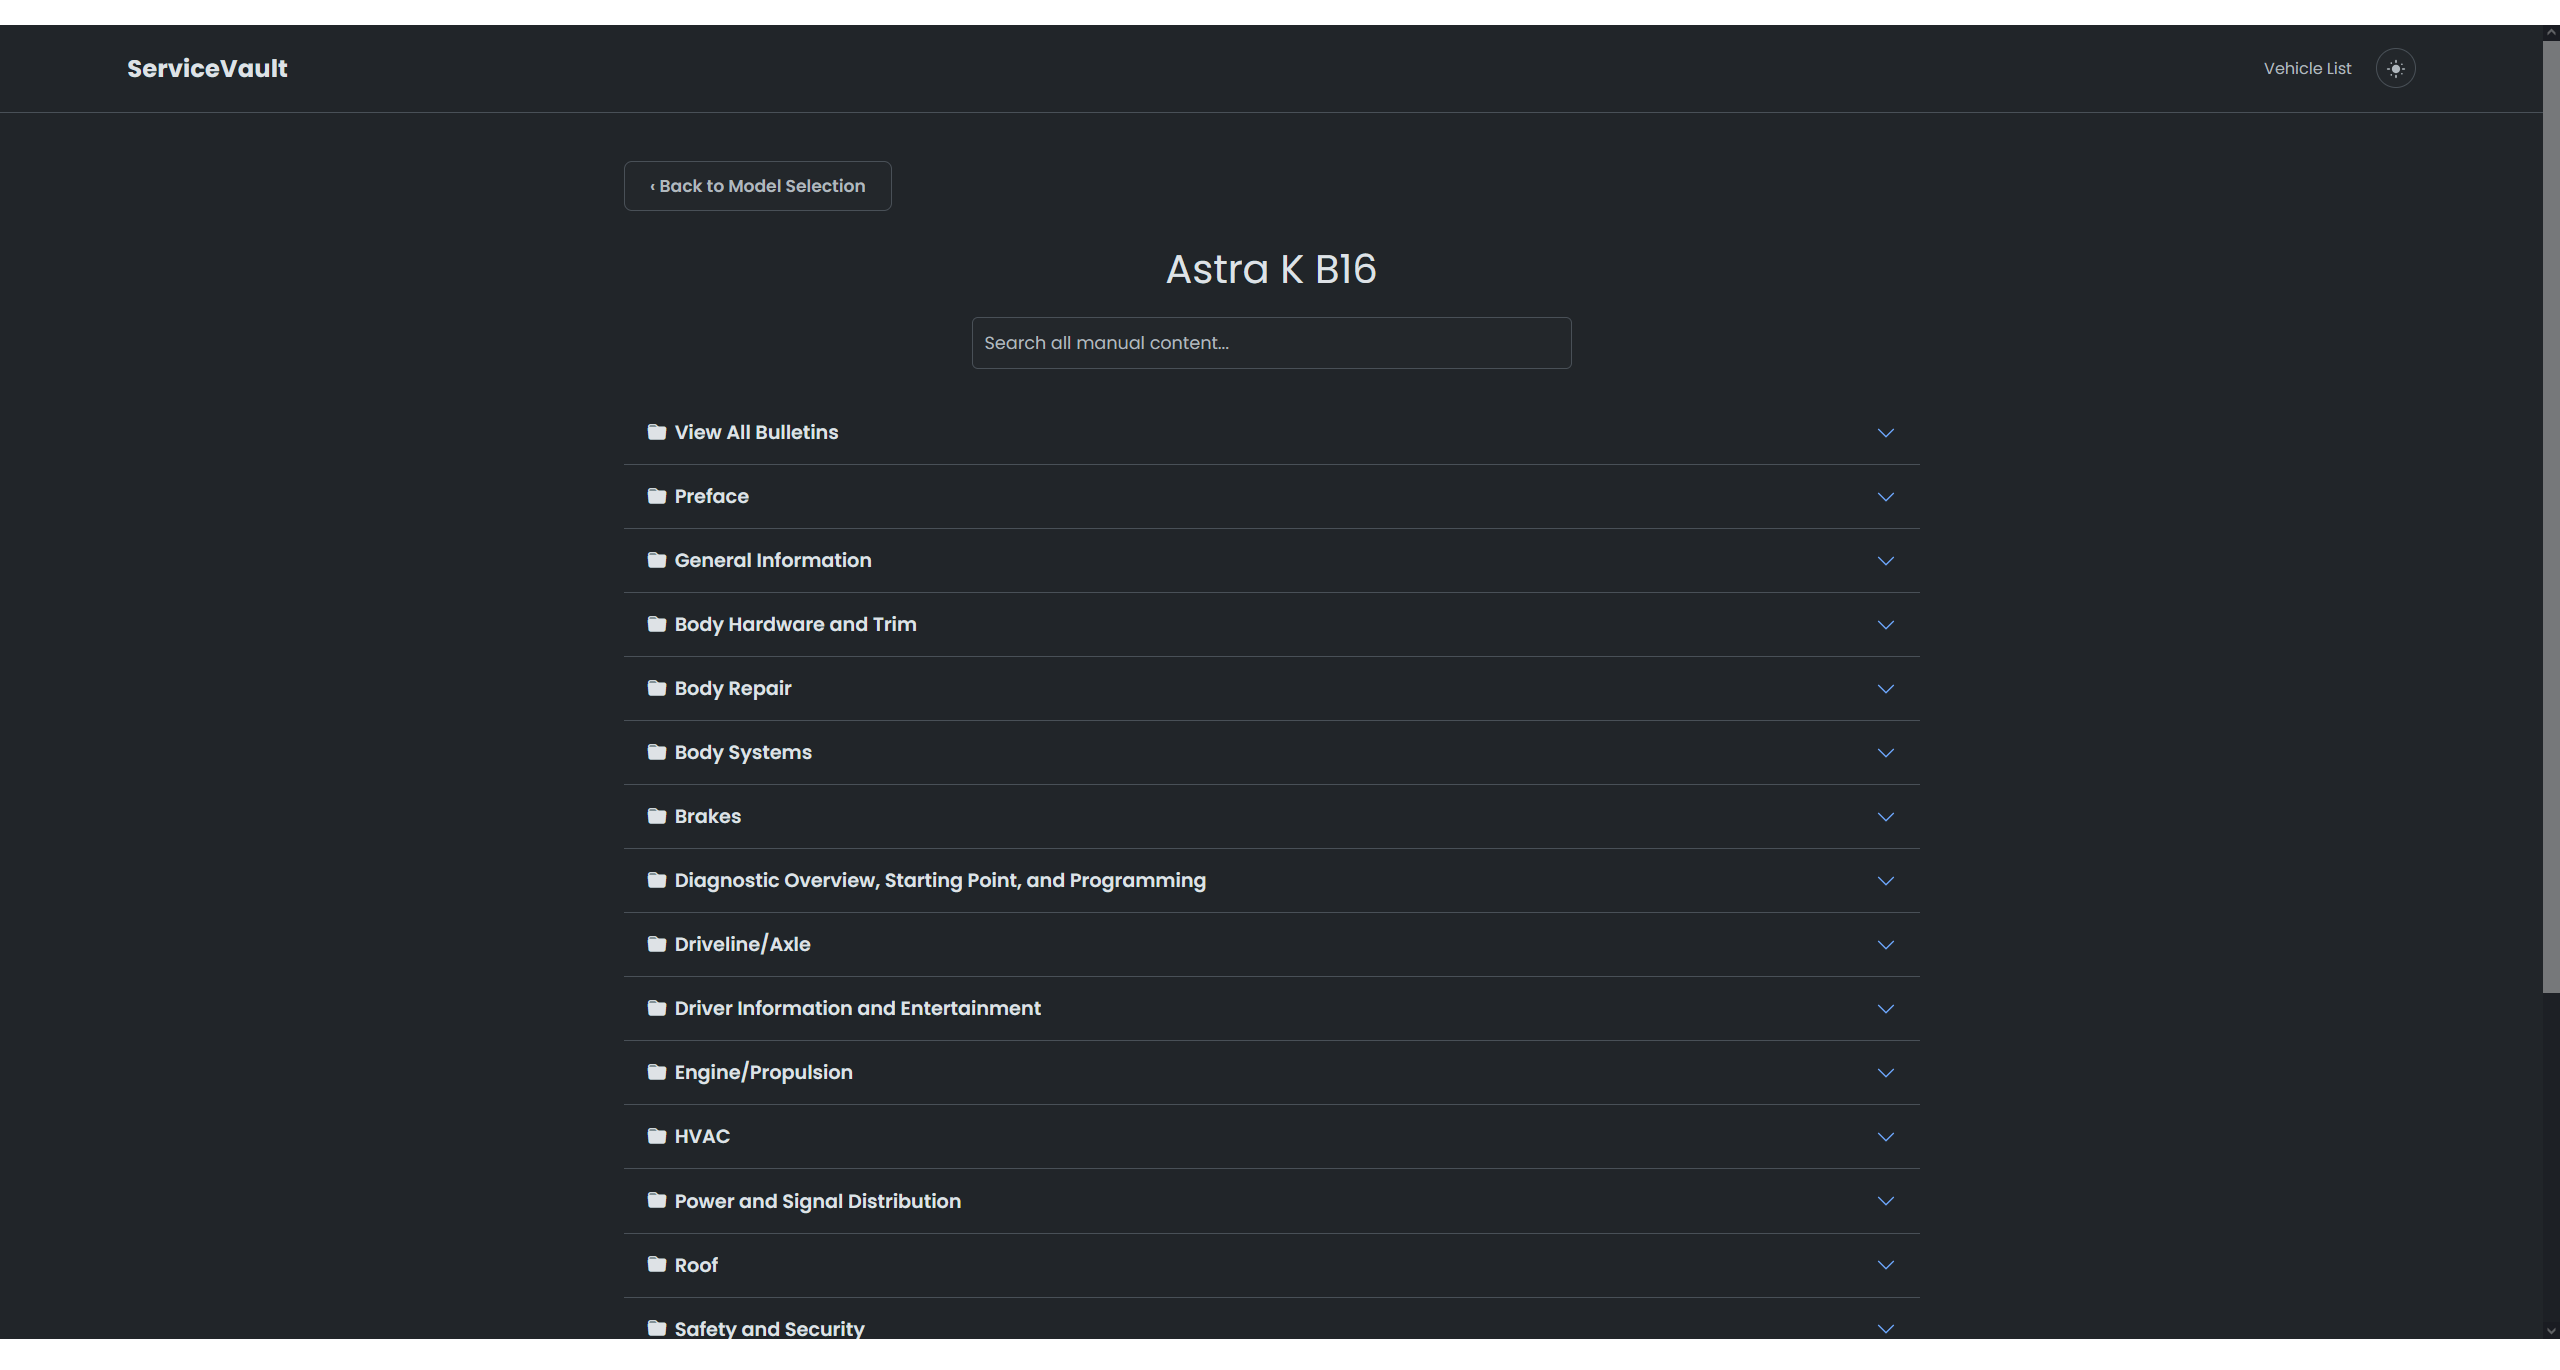 ServiceVault
Vehicle List
‹ Back to Model Selection
Astra K B16
Search all manual content...
View All Bulletins
Preface
General Information
Body Hardware and Trim
Body Repair
Body Systems
Brakes
Diagnostic Overview, Starting Point, and Programming
Driveline/Axle
Driver Information and Entertainment
Engine/Propulsion
HVAC
Power and Signal Distribution
Roof
Safety and Security